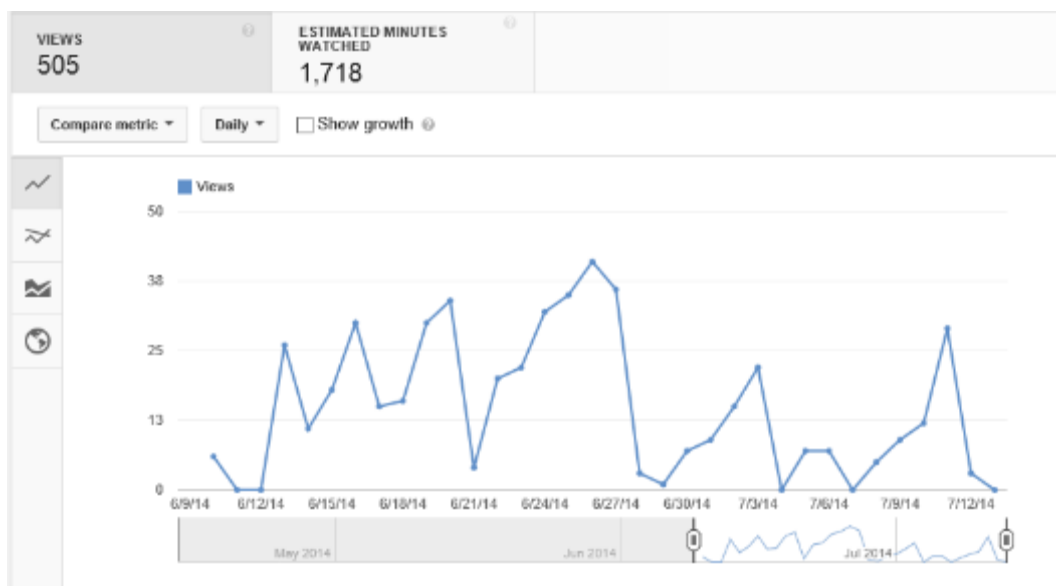 VIEWS
505
ESTIMATED MINUTES
WATCHED
1,718
Compare metric
Daily
Show growth
Views
50
38
25
13
0
6/9/14 6/12/14 6/15/14 6/18/14 6/21/14 6/24/14 6/27/14 6/30/14 7/3/14 7/6/14 7/9/14 7/12/14
May 2014 Jun 2014 Jul 2014